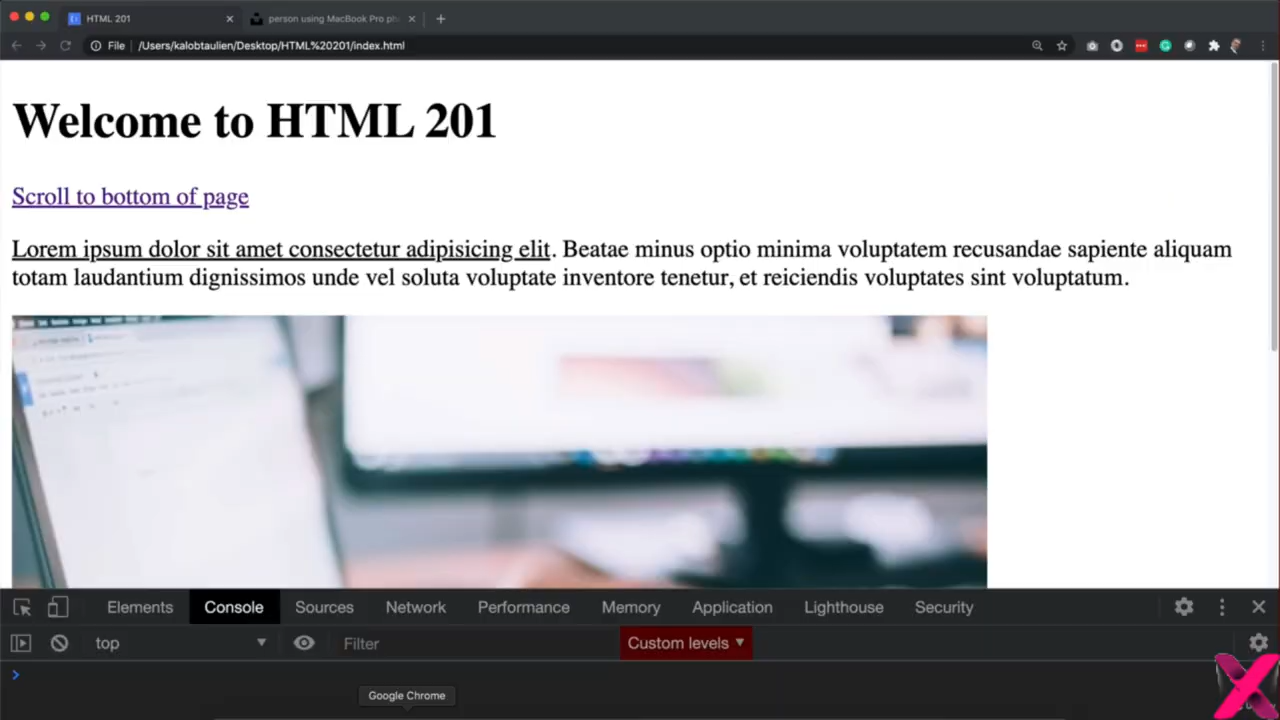 HTML 201
person using MacBook Pro ph
File
/Users/kalobtaulien/Desktop/HTML%20201/index.html
Welcome to HTML 201
Scroll to bottom of page
Lorem ipsum dolor sit amet consectetur adipisicing elit. Beatae minus optio minima voluptatem recusandae sapiente aliquam
totam laudantium dignissimos unde vel soluta voluptate inventore tenetur, et reiciendis voluptates sint voluptatum.
Elements Console Sources Network Performance Memory Application Lighthouse Security
top Filter Custom levels
Google Chrome